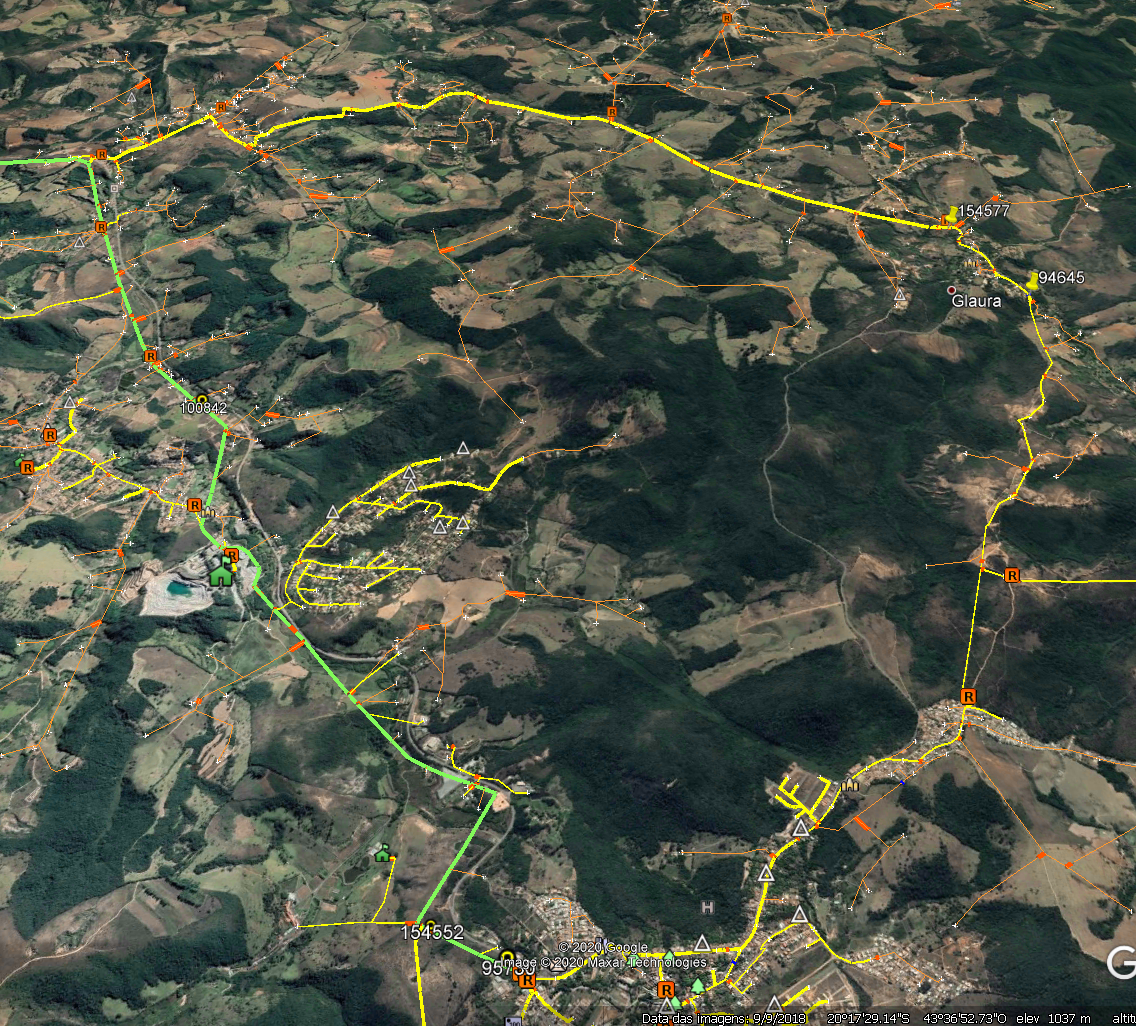 R
R
R
R
154577
94645
Glaura
R
R
R
100842
R
R
R
R
R
R
H
154552
© 2020 Google
Image © 2020 Maxar Technologies
R
R
G
Data das imagens: 9/9/2018 20°17'29.14"S 43°36'52.73"O elev 1037 m altit